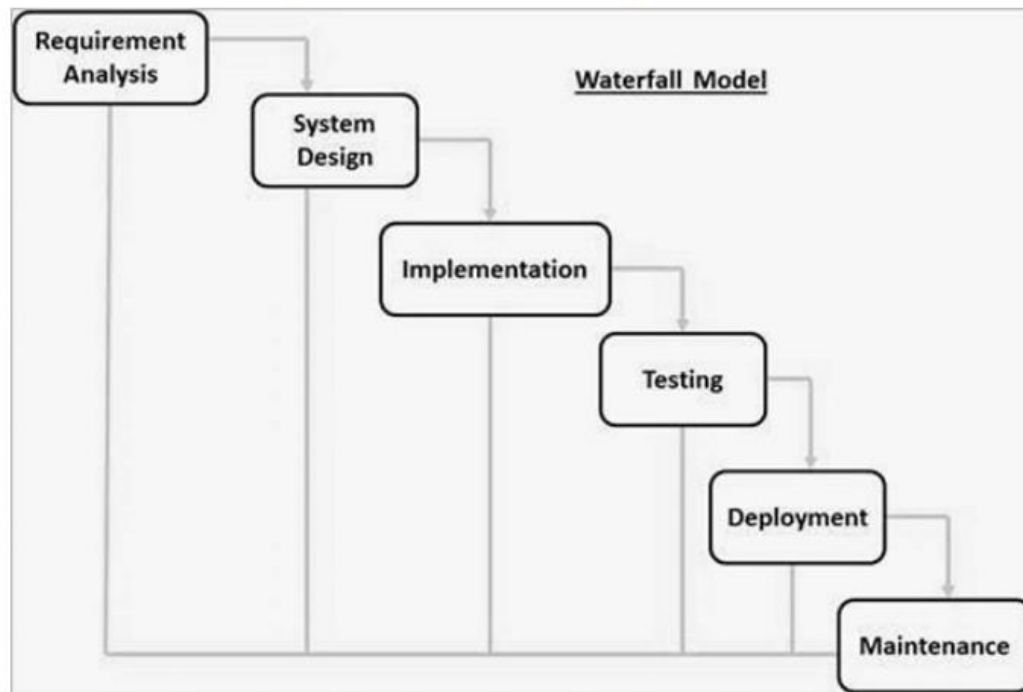 Requirement
Analysis
Waterfall Model
System
Design
Implementation
Testing
Deployment
Maintenance